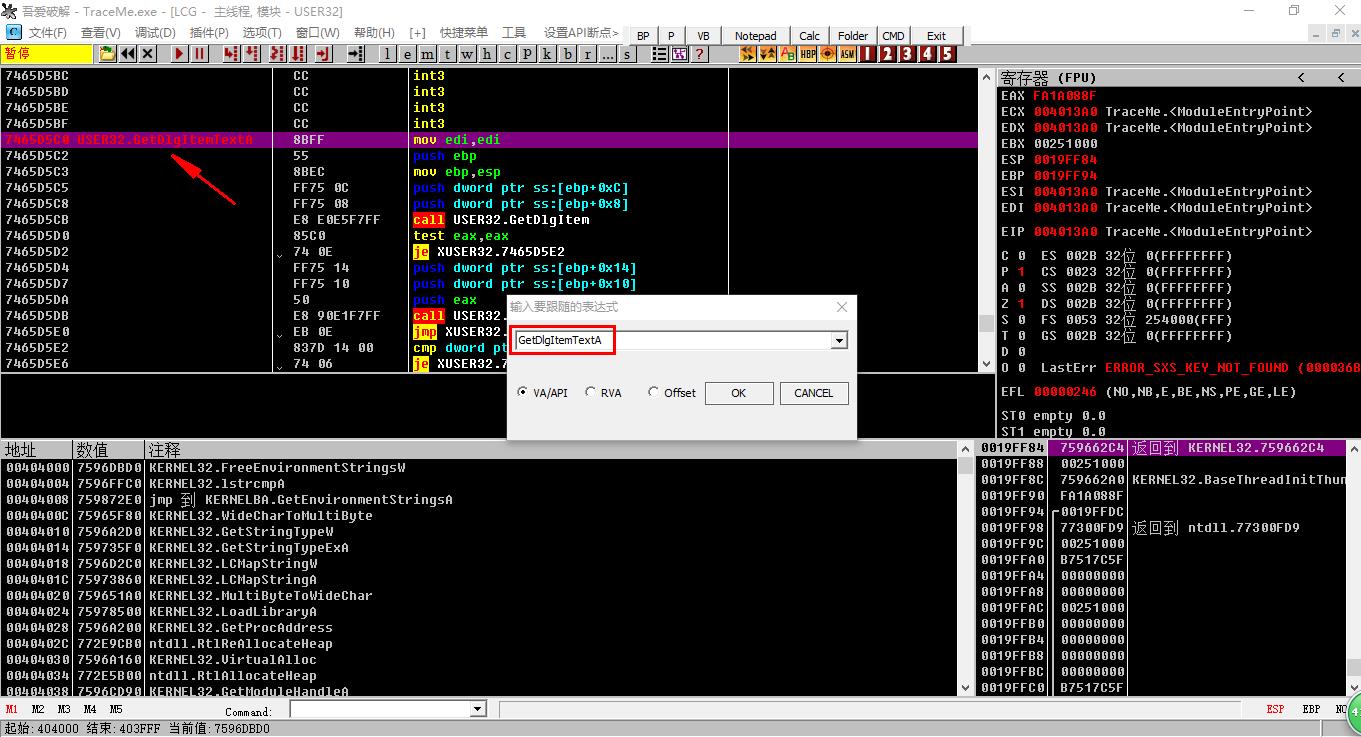 吾爱破解 - TraceMe.exe - [LCG - 主线程, 模块 - USER32]
文件(F) 查看(V) 调试(D) 插件(P) 选项(T) 窗口(W) 帮助(H) [+] 快捷菜单 工具 设置API断点> BP P VB Notepad Calc Folder CMD Exit
暂停 l e m t w h c p k b r ... s ? HBP ASM 1 2 3 4 5
7465D5BC CC int3
7465D5BD CC int3
7465D5BE CC int3
7465D5BF CC int3
7465D5C0 USER32.GetDlgItemTextA 8BFF mov edi,edi
7465D5C2 55 push ebp
7465D5C3 8BEC mov ebp,esp
7465D5C5 FF75 0C push dword ptr ss:[ebp+0xC]
7465D5C8 FF75 08 push dword ptr ss:[ebp+0x8]
7465D5CB E8 E0E5F7FF call USER32.GetDlgItem
7465D5D0 85C0 test eax,eax
7465D5D2 74 0E je XUSER32.7465D5E2
7465D5D4 FF75 14 push dword ptr ss:[ebp+0x14]
7465D5D7 FF75 10 push dword ptr ss:[ebp+0x10]
7465D5DA 50 push eax
7465D5DB E8 90E1F7FF call USER32.
7465D5E0 EB 0E jmp XUSER32.
7465D5E2 837D 14 00 cmp dword pt
7465D5E6 74 06 je XUSER32.7
输入要跟随的表达式
GetDlgItemTextA
VA/API RVA Offset OK CANCEL
寄存器 (FPU) < <
EAX FA1A088F
ECX 004013A0 TraceMe.<ModuleEntryPoint>
EDX 004013A0 TraceMe.<ModuleEntryPoint>
EBX 00251000
ESP 0019FF84
EBP 0019FF94
ESI 004013A0 TraceMe.<ModuleEntryPoint>
EDI 004013A0 TraceMe.<ModuleEntryPoint>
EIP 004013A0 TraceMe.<ModuleEntryPoint>
C 0 ES 002B 32位 0(FFFFFFFF)
P 1 CS 0023 32位 0(FFFFFFFF)
A 0 SS 002B 32位 0(FFFFFFFF)
Z 1 DS 002B 32位 0(FFFFFFFF)
S 0 FS 0053 32位 254000(FFF)
T 0 GS 002B 32位 0(FFFFFFFF)
D 0
O 0 LastErr ERROR_SXS_KEY_NOT_FOUND (000036B
EFL 00000246 (NO,NB,E,BE,NS,PE,GE,LE)
ST0 empty 0.0
ST1 empty 0.0
地址 数值 注释
00404000 7596DBD0 KERNEL32.FreeEnvironmentStringsW
00404004 7596FFC0 KERNEL32.lstrcmpA
00404008 759872E0 jmp 到 KERNELBA.GetEnvironmentStringsA
0040400C 75965F80 KERNEL32.WideCharToMultiByte
00404010 7596A2D0 KERNEL32.GetStringTypeW
00404014 759735F0 KERNEL32.GetStringTypeExA
00404018 7596D2C0 KERNEL32.LCMapStringW
0040401C 75973860 KERNEL32.LCMapStringA
00404020 759651A0 KERNEL32.MultiByteToWideChar
00404024 75978500 KERNEL32.LoadLibraryA
00404028 7596A200 KERNEL32.GetProcAddress
0040402C 772E9CB0 ntdll.RtlReAllocateHeap
00404030 7596A160 KERNEL32.VirtualAlloc
00404034 772E5B00 ntdll.RtlAllocateHeap
00404038 7596CD90 KERNEL32.GetModuleHandleA
0019FF84 759662C4 返回到 KERNEL32.759662C4
0019FF88 00251000
0019FF8C 759662A0 KERNEL32.BaseThreadInitThun
0019FF90 FA1A088F
0019FF94 0019FFDC
0019FF98 77300FD9 返回到 ntdll.77300FD9
0019FF9C 00251000
0019FFA0 B7517C5F
0019FFA4 00000000
0019FFA8 00000000
0019FFAC 00251000
0019FFB0 00000000
0019FFB4 00000000
0019FFB8 00000000
0019FFBC 00000000
0019FFC0 B7517C5F
M1 M2 M3 M4 M5 Command: ESP EBP NO
起始: 404000 结束: 403FFF 当前值: 7596DBD0